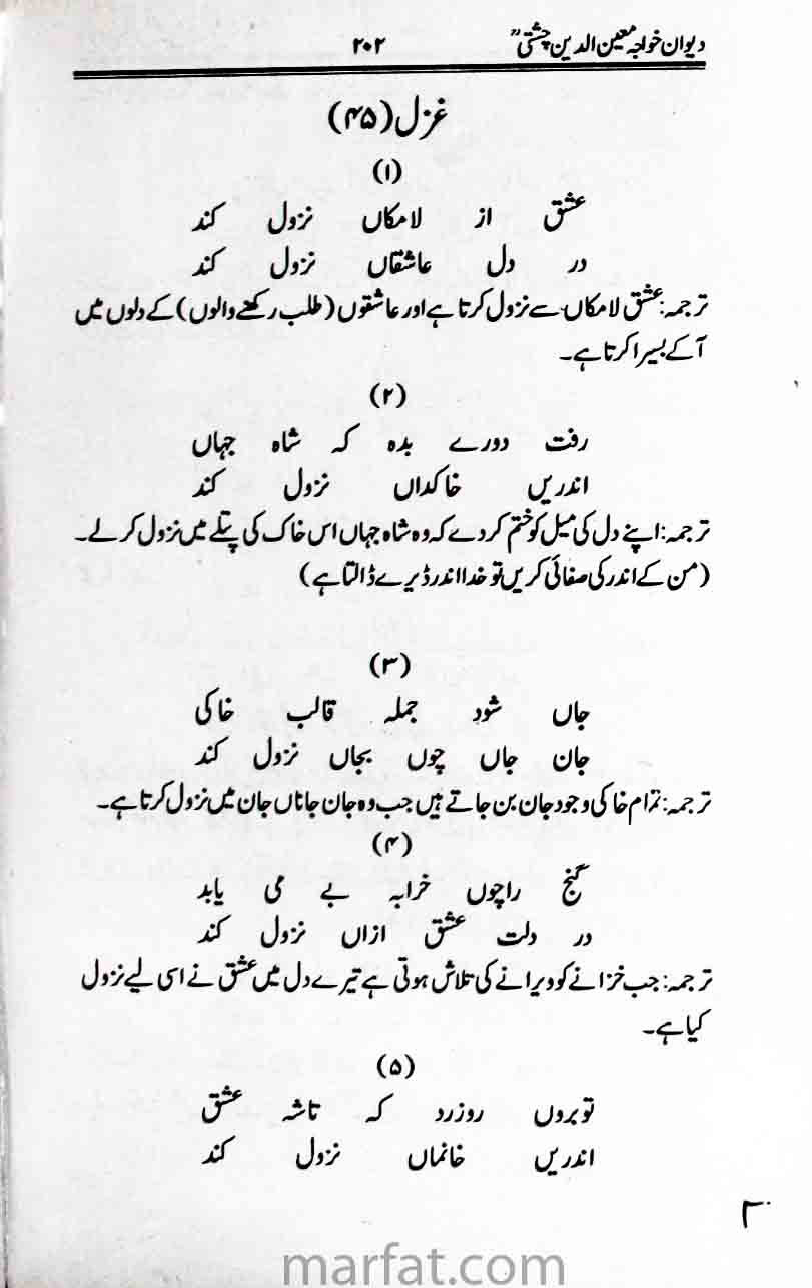 دیوان خواجہ معین الدین چشتیؒ ۲۰۲
غزل (۴۵)
(۱)
عشق از لامکاں نزول کند
در دل عاشقاں نزول کند
ترجمہ: عشق لامکاں سے نزول کرتا ہے اور عاشقوں (طلب رکھنے والوں) کے دلوں میں
آ کے بسیرا کرتا ہے۔
(۲)
رفت دورے بدہ کہ شاہ جہاں
اندریں خاکداں نزول کند
ترجمہ: اپنے دل کی میل کو ختم کر دے کہ وہ شاہ جہاں اس خاک کی پتلے میں نزول کر لے۔
(من کے اندر کی صفائی کریں تو خدا اندر ڈیرے ڈالتا ہے)
(۳)
جاں شود جملہ قالب خاکی
جان جاں چوں بجاں نزول کند
ترجمہ: تمام خاکی وجود جان بن جاتے ہیں جب وہ جان جاناں جان میں نزول کرتا ہے۔
(۴)
گنج راچوں خرابہ بے می یابد
در دلت عشق ازاں نزول کند
ترجمہ: جب خزانے کو ویرانے کی تلاش ہوتی ہے تیرے دل میں عشق نے اسی لیے نزول
کیا ہے۔
(۵)
توبروں روزرد کہ تاشہ عشق
اندریں خانماں نزول کند
marfat.com